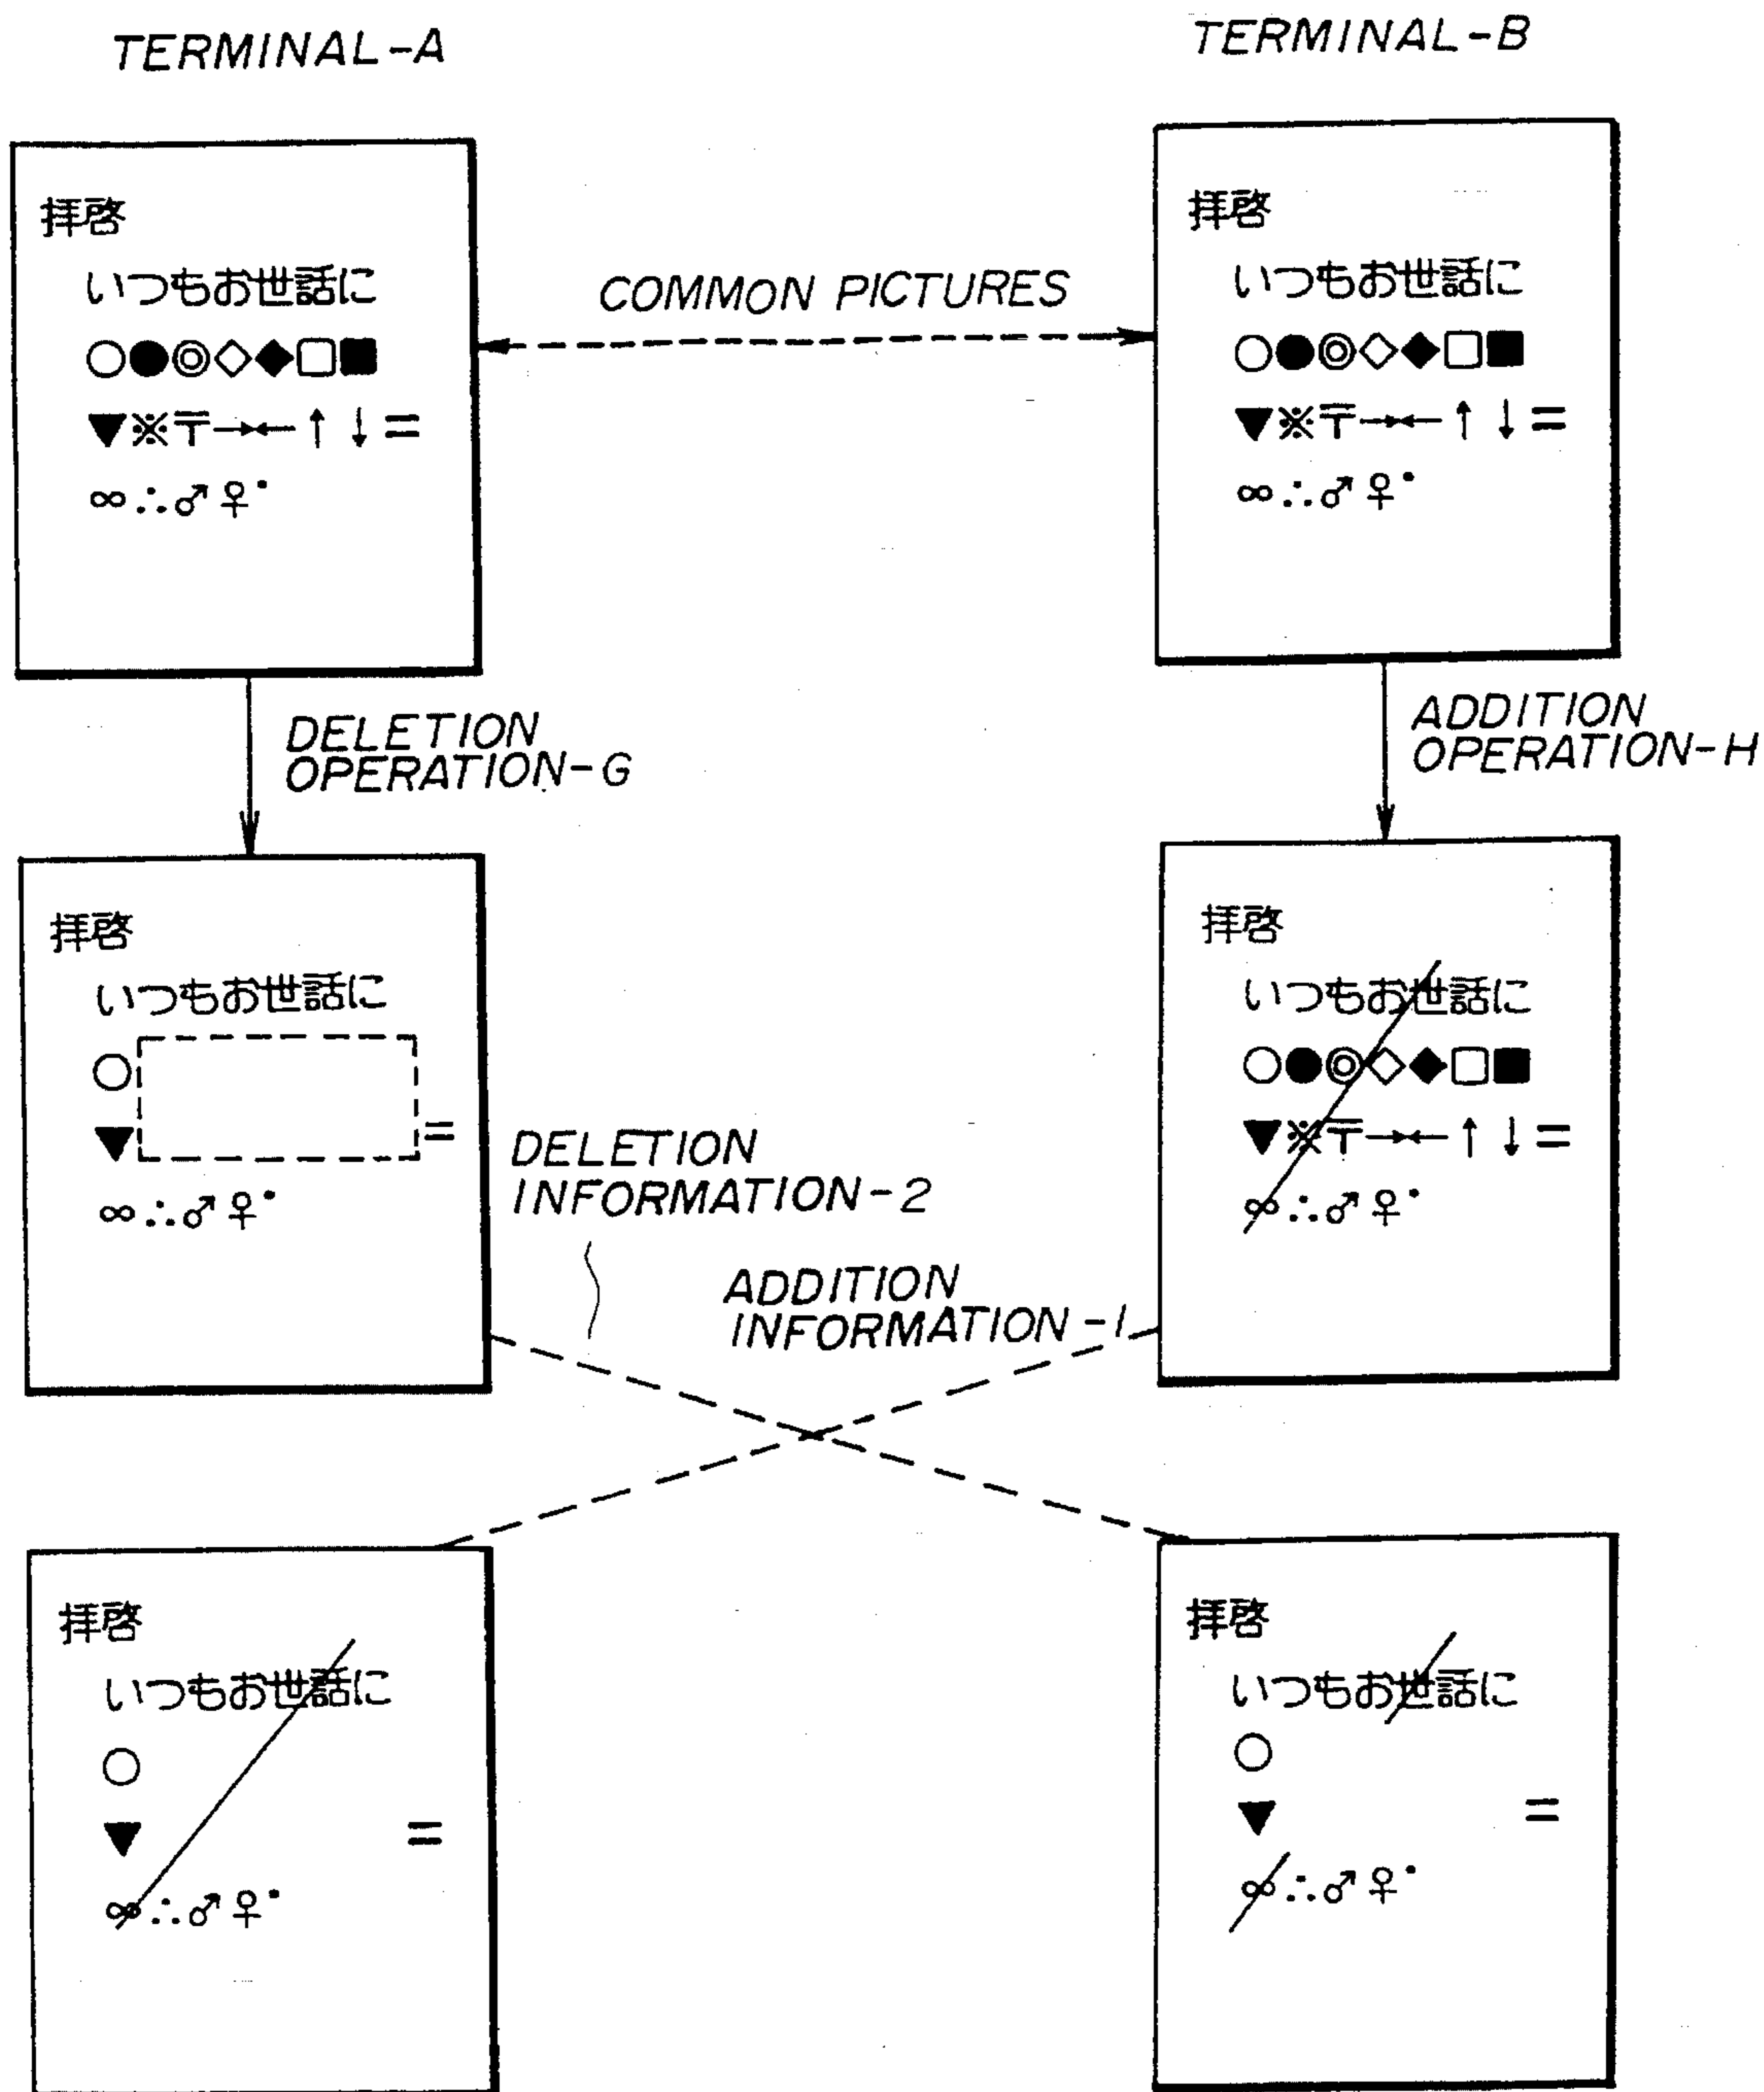 TERMINAL-A
TERMINAL-B
拝啓
いつもお世話に
○●◎◇◆□■
▼※〒→←↑↓=
∞∴♂♀゜
COMMON PICTURES
拝啓
いつもお世話に
○●◎◇◆□■
▼※〒→←↑↓=
∞∴♂♀゜
DELETION
OPERATION-G
ADDITION
OPERATION-H
拝啓
いつもお世話に
○
▼ =
∞∴♂♀゜
拝啓
いつもお世話に
○●◎◇◆□■
▼※〒→←↑↓=
∞∴♂♀゜
DELETION
INFORMATION-2
ADDITION
INFORMATION-1
拝啓
いつもお世話に
○
▼ =
∞∴♂♀゜
拝啓
いつもお世話に
○
▼ =
∞∴♂♀゜